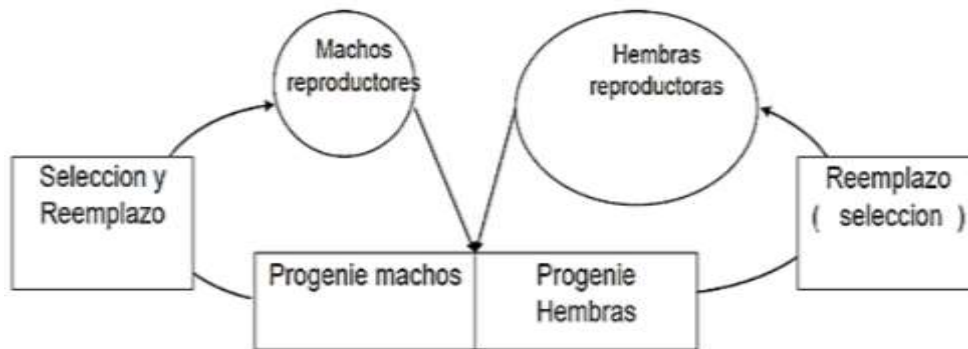 Machos
reproductores
Hembras
reproductoras
Seleccion y
Reemplazo
Reemplazo
( seleccion )
Progenie machos
Progenie
Hembras